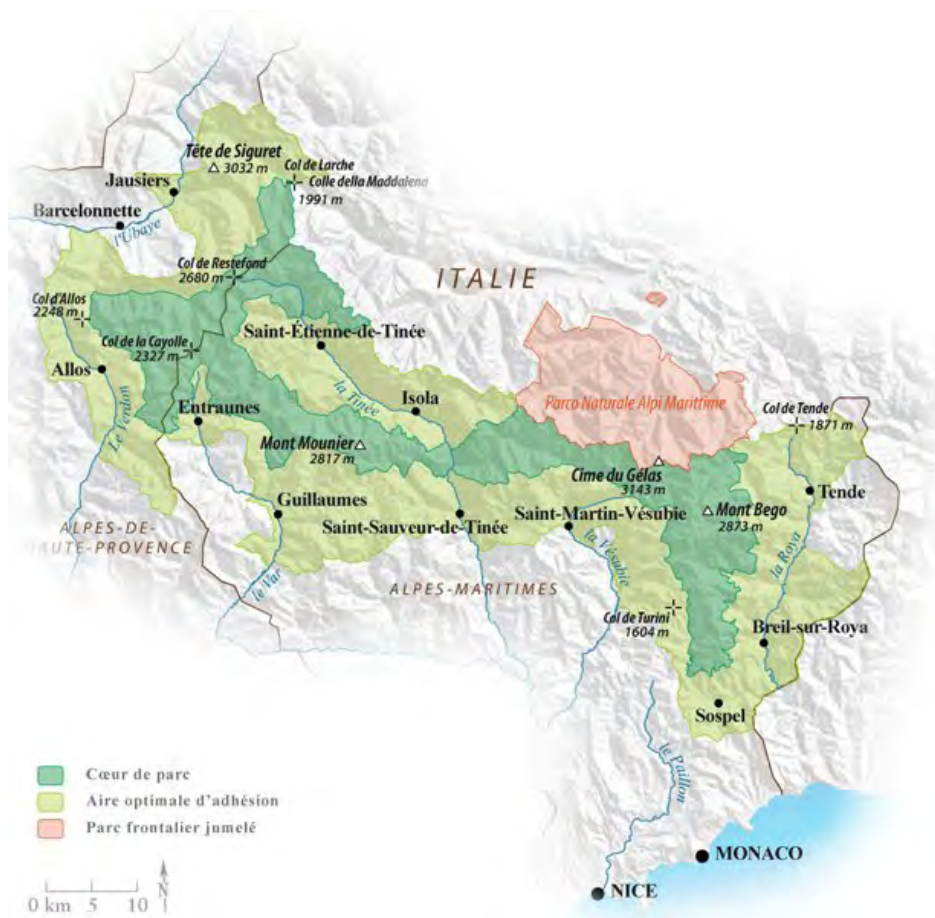 Tête de Siguret
3032 m
Col de Larche
Colle della Maddalena
1991 m
Jausiers
Barcelonnette
l'Ubaye
Col de Restefond
2680 m
ITALIE
Col d'Allos
2248 m
Saint-Étienne-de-Tinée
Col de la Cayolle
2327 m
Allos
la Tinée
Isola
Parco Naturale Alpi Marittime
Col de Tende
1871 m
Entraunes
Le Verdon
Mont Mounier
2817 m
Cime du Gélas
3143 m
Tende
Guillaumes
Saint-Sauveur-de-Tinée
Saint-Martin-Vésubie
Mont Bego
2873 m
ALPES-DE-
HAUTE-PROVENCE
le Var
ALPES-MARITIMES
la Vésubie
la Roya
Col de Turini
1604 m
Breil-sur-Roya
Sospel
le Paillon
Cœur de parc
Aire optimale d'adhésion
Parc frontalier jumelé
MONACO
N
0 km 5 10
NICE